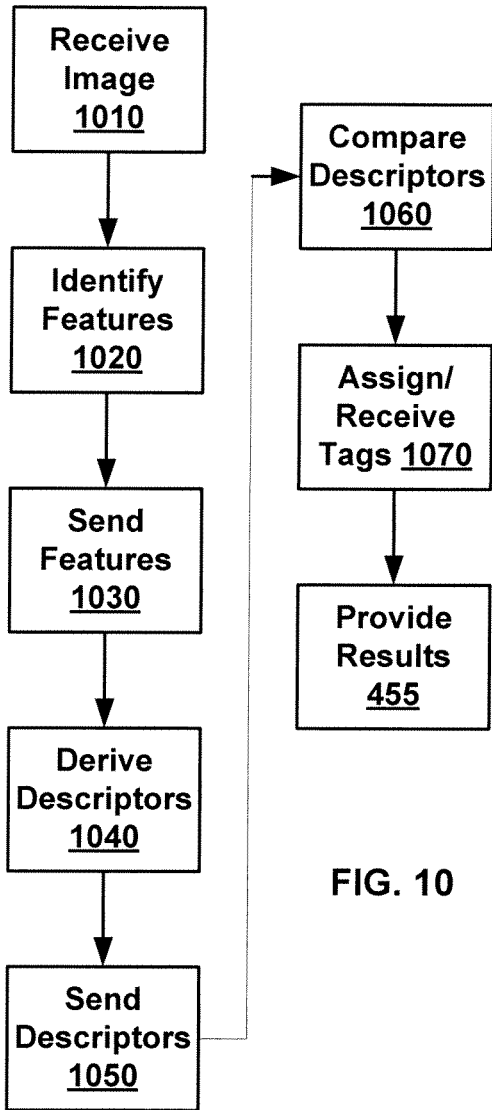 Receive
Image
1010
Identify
Features
1020
Send
Features
1030
Derive
Descriptors
1040
Send
Descriptors
1050
Compare
Descriptors
1060
Assign/
Receive
Tags 1070
Provide
Results
455
FIG. 10